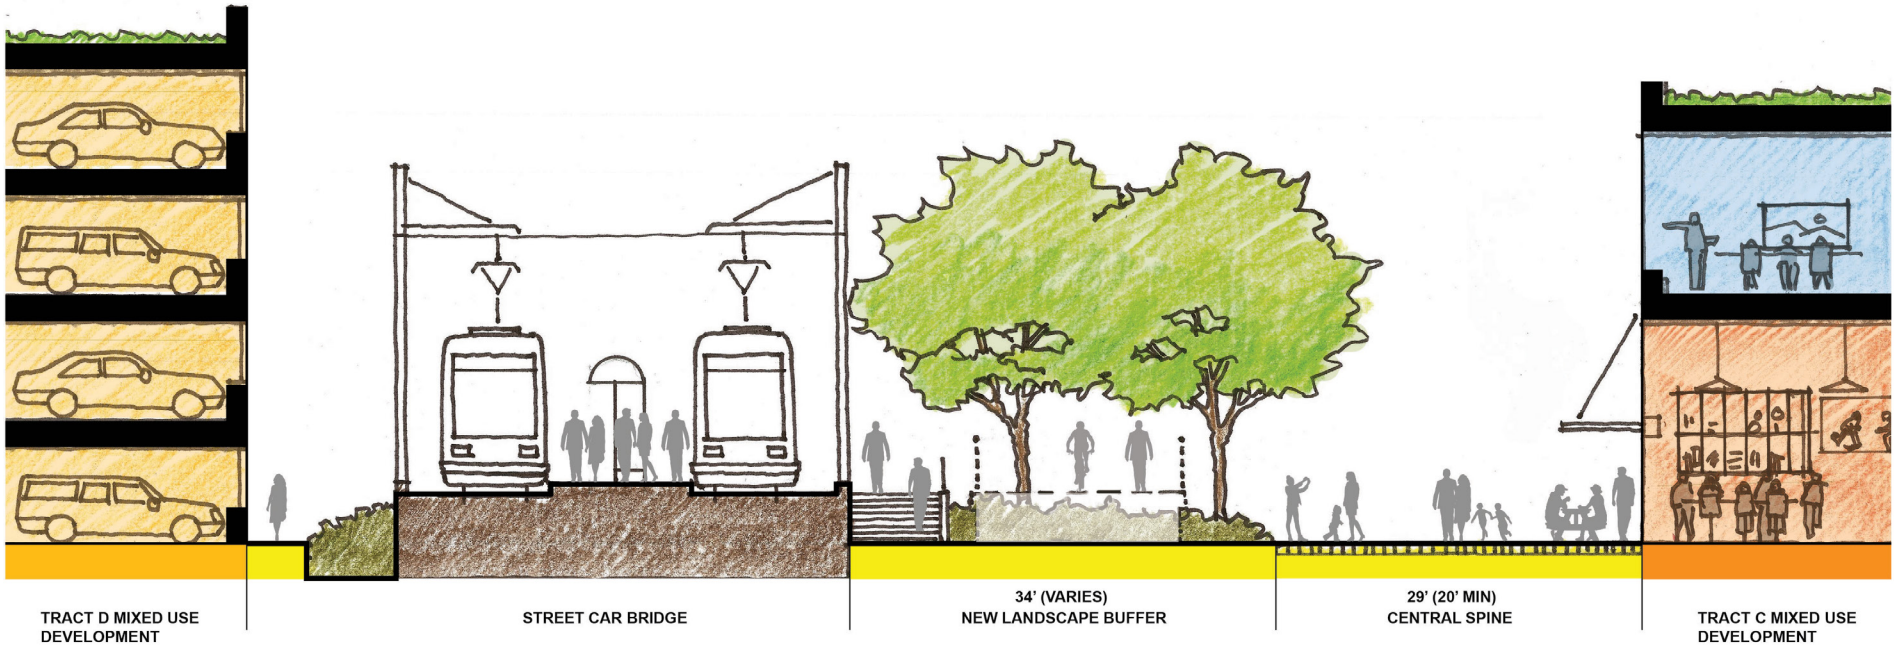 TRACT D MIXED USE
DEVELOPMENT
STREET CAR BRIDGE
34’ (VARIES)
NEW LANDSCAPE BUFFER
29’ (20’ MIN)
CENTRAL SPINE
TRACT C MIXED USE
DEVELOPMENT